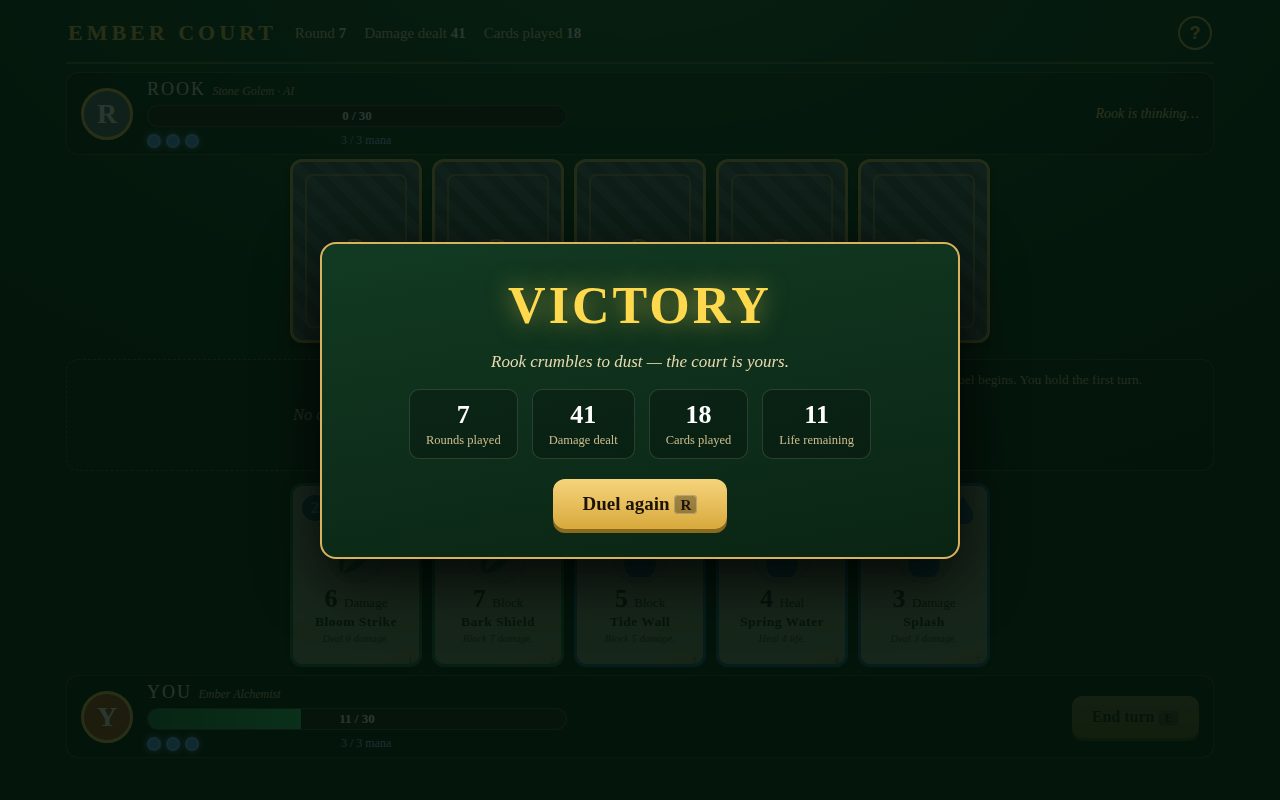 EMBER COURT Round 7 Damage dealt 41 Cards played 18 ?
R ROOK Stone Golem · AI
0 / 30
3 / 3 mana
Rook is thinking…
VICTORY
Rook crumbles to dust — the court is yours.
7 41 18 11
Rounds played Damage dealt Cards played Life remaining
Duel again R
No
begins. You hold the first turn.
6 Damage 7 Block 5 Block 4 Heal 3 Damage
Bloom Strike Bark Shield Tide Wall Spring Water Splash
Deal 6 damage. Block 7 damage. Block 5 damage. Heal 4 life. Deal 3 damage.
Y YOU Ember Alchemist
11 / 30
3 / 3 mana
End turn E